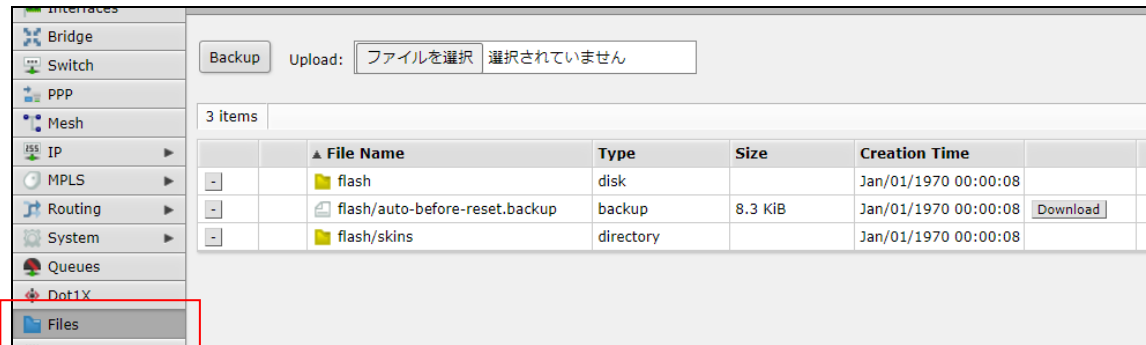 Interfaces
Bridge
Switch
PPP
Mesh
IP
MPLS
Routing
System
Queues
Dot1X
Files
Backup Upload: ファイルを選択 選択されていません
3 items
▲ File Name Type Size Creation Time
- flash disk Jan/01/1970 00:00:08
- flash/auto-before-reset.backup backup 8.3 KiB Jan/01/1970 00:00:08 Download
- flash/skins directory Jan/01/1970 00:00:08